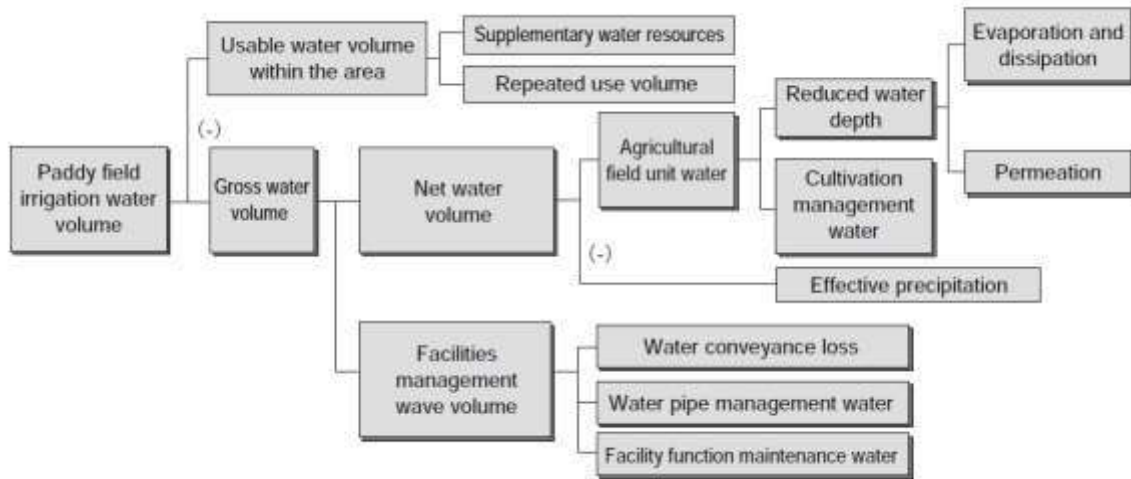 Usable water volume
within the area
Supplementary water resources
Repeated use volume
Evaporation and
dissipation
Reduced water
depth
Agricultural
field unit water
(-)
Paddy field
irrigation water
volume
Gross water
volume
Net water
volume
Cultivation
management
water
Permeation
(-)
Effective precipitation
Facilities
management
wave volume
Water conveyance loss
Water pipe management water
Facility function maintenance water